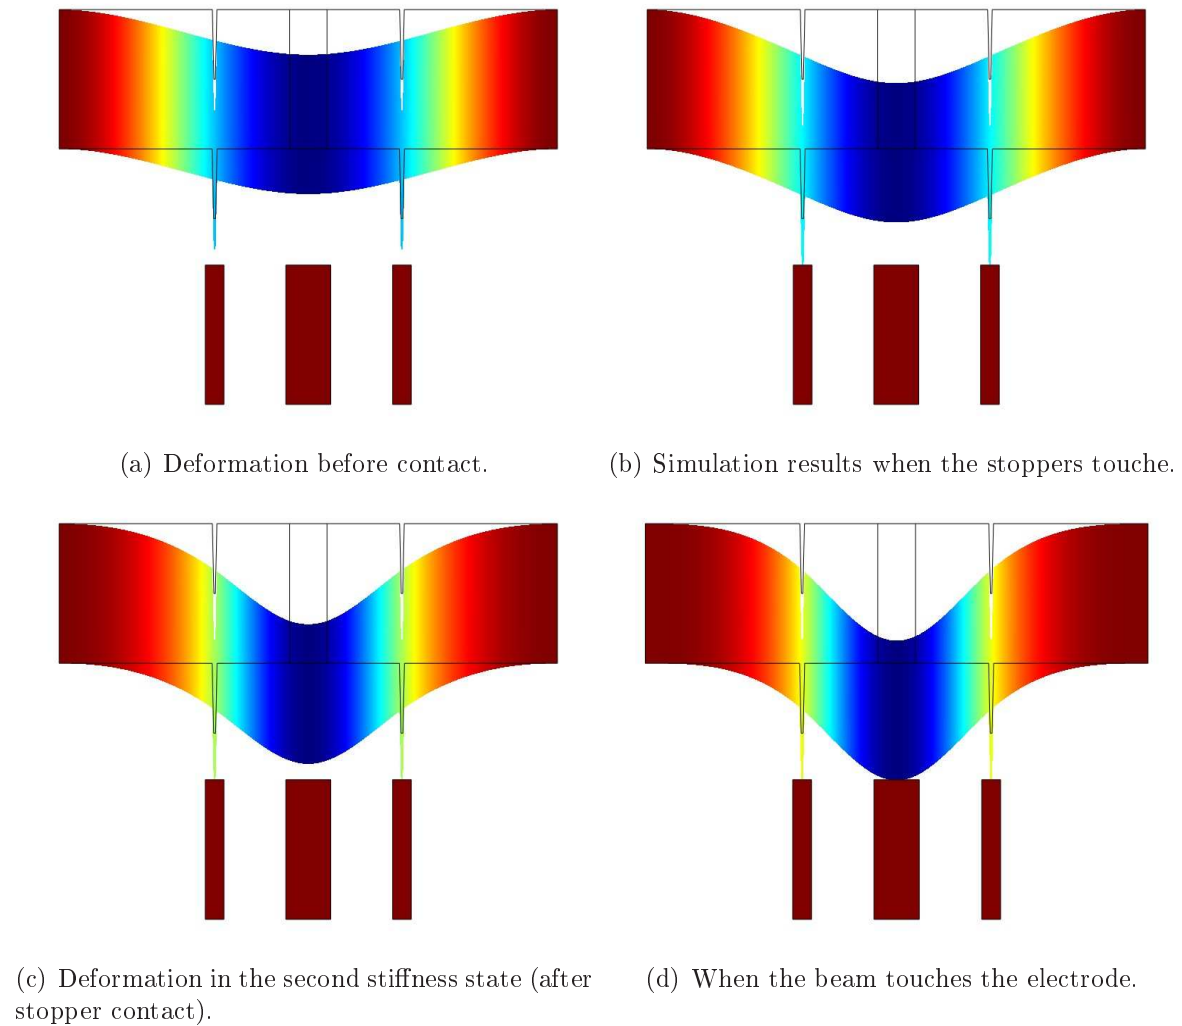 (a) Deformation before contact.
(b) Simulation results when the stoppers touche.
(c) Deformation in the second stiffness state (after
stopper contact).
(d) When the beam touches the electrode.